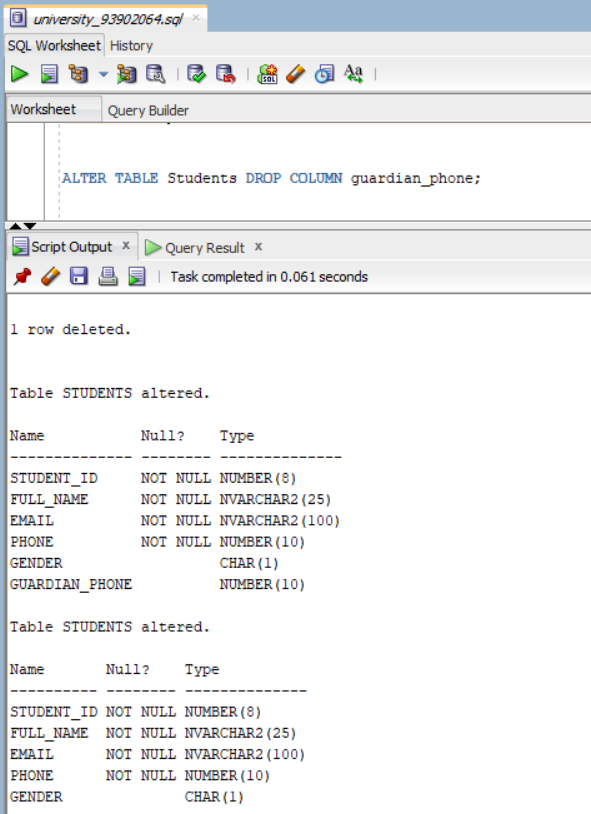 university_93902064.sql
SQL Worksheet History
Worksheet Query Builder
ALTER TABLE Students DROP COLUMN guardian_phone;
Script Output x Query Result x
Task completed in 0.061 seconds
1 row deleted.
Table STUDENTS altered.
Name           Null?    Type
-------------- -------- --------------
STUDENT_ID     NOT NULL NUMBER(8)
FULL_NAME      NOT NULL NVARCHAR2(25)
EMAIL          NOT NULL NVARCHAR2(100)
PHONE          NOT NULL NUMBER(10)
GENDER                  CHAR(1)
GUARDIAN_PHONE          NUMBER(10)
Table STUDENTS altered.
Name       Null?    Type
---------- -------- --------------
STUDENT_ID NOT NULL NUMBER(8)
FULL_NAME  NOT NULL NVARCHAR2(25)
EMAIL      NOT NULL NVARCHAR2(100)
PHONE      NOT NULL NUMBER(10)
GENDER              CHAR(1)